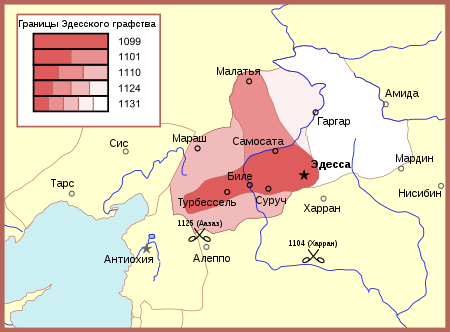 Границы Эдесского графства
1099
1101
1110
1124
1131
Малатья
Амида
Гаргар
Мараш
Самосата
Сис
Эдесса
Мардин
Биле
Тарс
Турбессель
Суруч
Нисибин
Харран
1125 (Аазаз)
1104 (Харран)
Антиохия
Алеппо